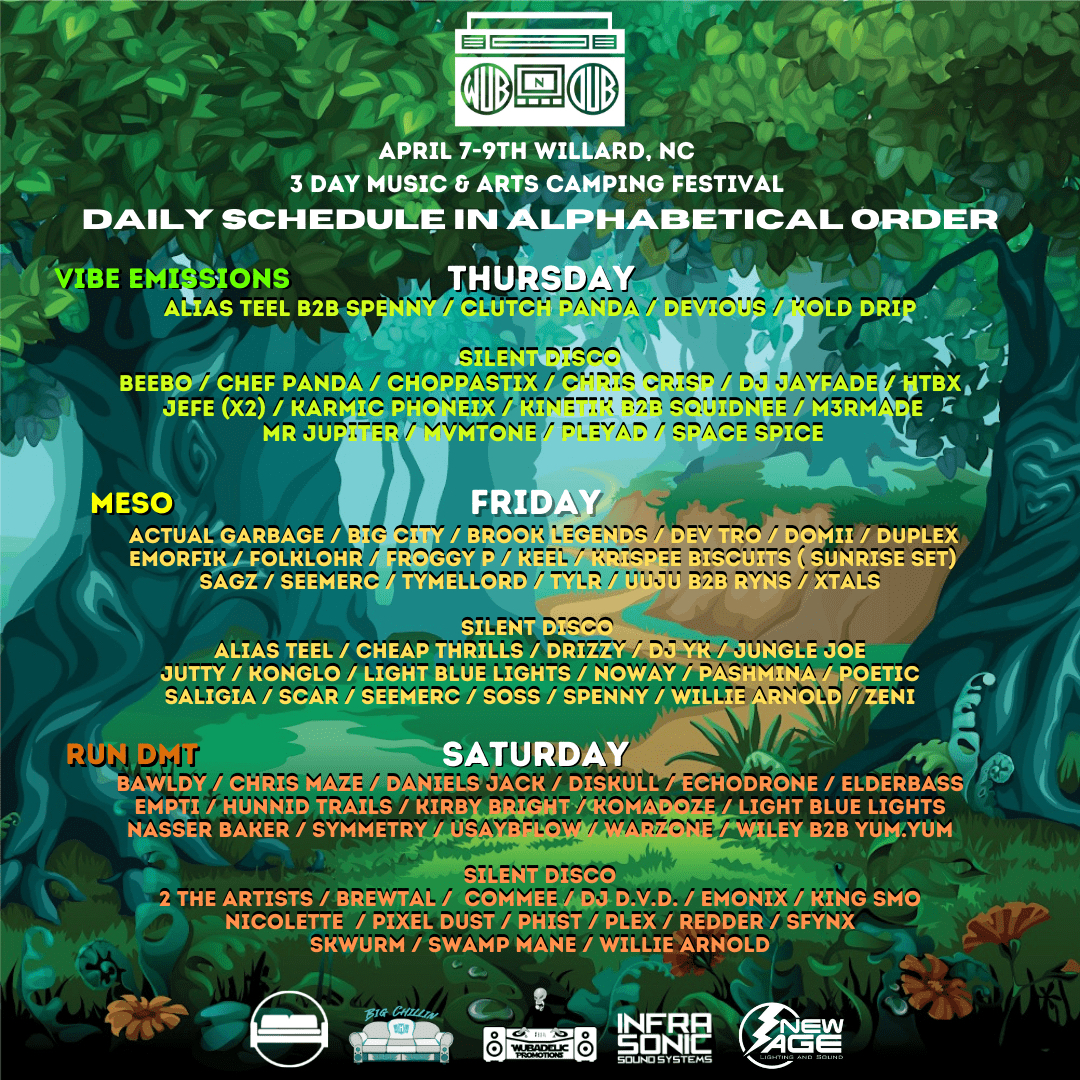 WUB N DUB
APRIL 7-9TH WILLARD, NC
3 DAY MUSIC & ARTS CAMPING FESTIVAL
DAILY SCHEDULE IN ALPHABETICAL ORDER
VIBE EMISSIONS THURSDAY
ALIAS TEEL B2B SPENNY / CLUTCH PANDA / DEVIOUS / KOLD DRIP
SILENT DISCO
BEEBO / CHEF PANDA / CHOPPASTIX / CHRIS CRISP / DJ JAYFADE / HTBX
JEFE (X2) / KARMIC PHONEIX / KINETIK B2B SQUIDNEE / M3RMADE
MR JUPITER / MVMTONE / PLEYAD / SPACE SPICE
MESO FRIDAY
ACTUAL GARBAGE / BIG CITY / BROOK LEGENDS / DEV TRO / DOMII / DUPLEX
EMORFIK / FOLKLOHR / FROGGY P / KEEL / KRISPEE BISCUITS ( SUNRISE SET)
SAGZ / SEEMERC / TYMELLORD / TYLR / UUJU B2B RYNS / XTALS
SILENT DISCO
ALIAS TEEL / CHEAP THRILLS / DRIZZY / DJ YK / JUNGLE JOE
JUTTY / KONGLO / LIGHT BLUE LIGHTS / NOWAY / PASHMINA / POETIC
SALIGIA / SCAR / SEEMERC / SOSS / SPENNY / WILLIE ARNOLD / ZENI
RUN DMT SATURDAY
BAWLDY / CHRIS MAZE / DANIELS JACK / DISKULL / ECHODRONE / ELDERBASS
EMPTI / HUNNID TRAILS / KIRBY BRIGHT / KOMADOZE / LIGHT BLUE LIGHTS
NASSER BAKER / SYMMETRY / USAYBFLOW / WARZONE / WILEY B2B YUM.YUM
SILENT DISCO
2 THE ARTISTS / BREWTAL / COMMEE / DJ D.V.D. / EMONIX / KING SMO
NICOLETTE / PIXEL DUST / PHIST / PLEX / REDDER / SFYNX
SKWURM / SWAMP MANE / WILLIE ARNOLD
BIG CHILLIN
WUBADELIC
PROMOTIONS
INFRA
SONIC
SOUND SYSTEMS
NEW
AGE
LIGHTING AND SOUND